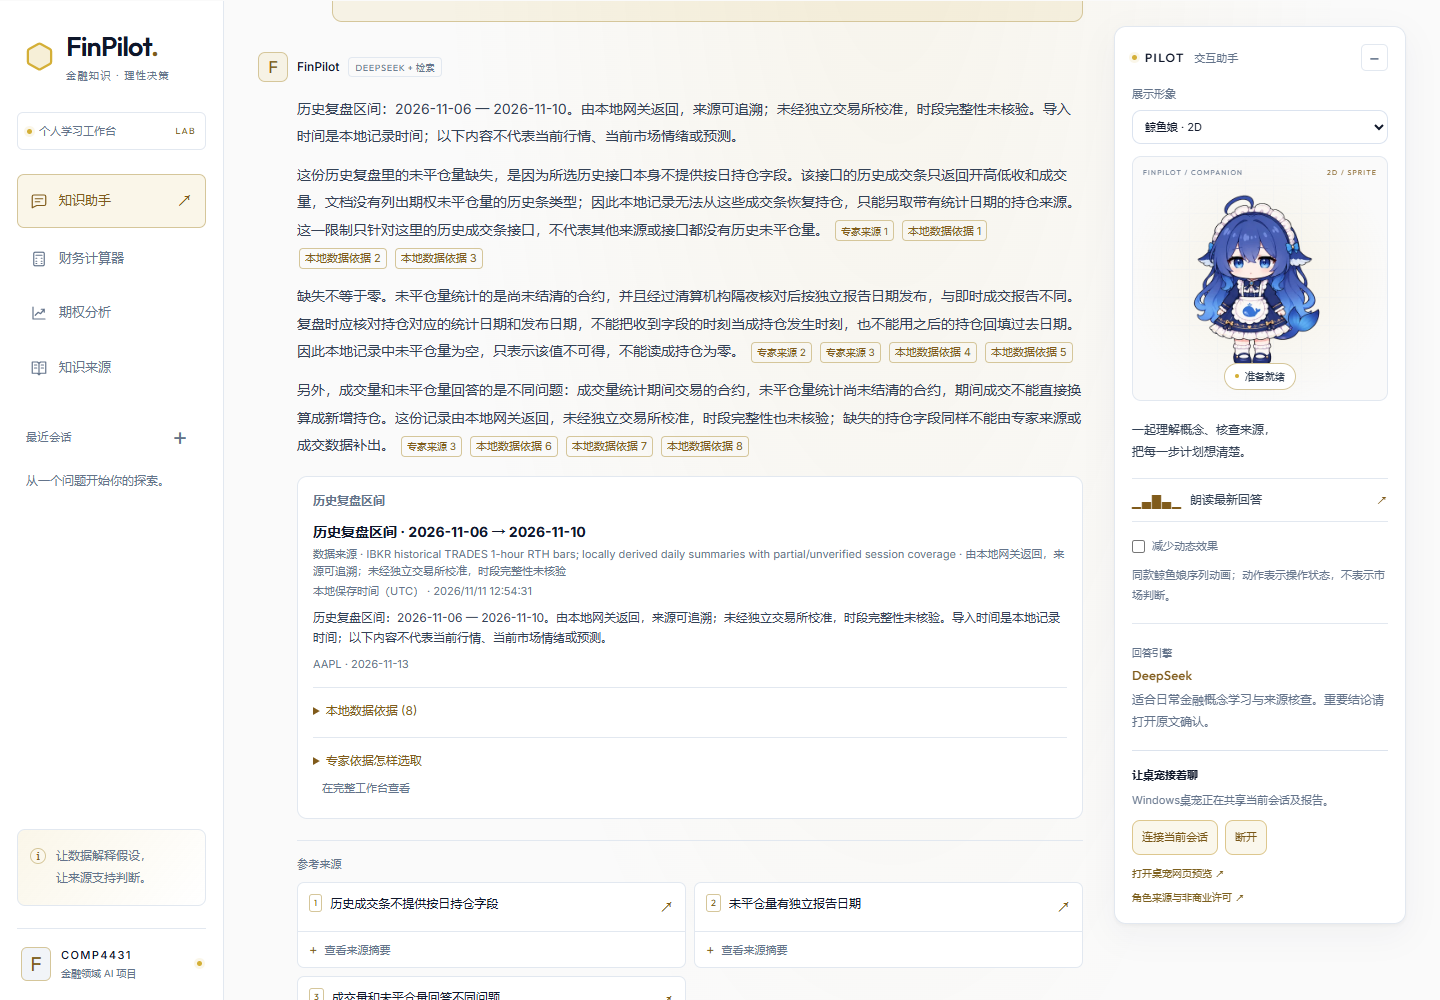 FinPilot.
金融知识 · 理性决策
个人学习工作台 LAB
知识助手
财务计算器
期权分析
知识来源
最近会话 +
从一个问题开始你的探索。
让数据解释假设，
让来源支持判断。
F COMP4431
金融领域 AI 项目
F FinPilot DEEPSEEK + 检索
历史复盘区间：2026-11-06 — 2026-11-10。由本地网关返回，来源可追溯；未经独立交易所校准，时段完整性未核验。导入
时间是本地记录时间；以下内容不代表当前行情、当前市场情绪或预测。
这份历史复盘里的未平仓量缺失，是因为所选历史接口本身不提供按日持仓字段。该接口的历史成交条只返回开高低收和成交
量，文档没有列出期权未平仓量的历史条类型；因此本地记录无法从这些成交条恢复持仓，只能另取带有统计日期的持仓来源。
这一限制只针对这里的历史成交条接口，不代表其他来源或接口都没有历史未平仓量。 专家来源 1 本地数据依据 1
本地数据依据 2 本地数据依据 3
缺失不等于零。未平仓量统计的是尚未结清的合约，并且经过清算机构隔夜核对后按独立报告日期发布，与即时成交报告不同。
复盘时应核对持仓对应的统计日期和发布日期，不能把收到字段的时刻当成持仓发生时刻，也不能用之后的持仓回填过去日期。
因此本地记录中未平仓量为空，只表示该值不可得，不能读成持仓为零。 专家来源 2 专家来源 3 本地数据依据 4 本地数据依据 5
另外，成交量和未平仓量回答的是不同问题：成交量统计期间交易的合约，未平仓量统计尚未结清的合约，期间成交不能直接换
算成新增持仓。这份记录由本地网关返回，未经独立交易所校准，时段完整性也未核验；缺失的持仓字段同样不能由专家来源或
成交数据补出。 专家来源 3 本地数据依据 6 本地数据依据 7 本地数据依据 8
历史复盘区间
历史复盘区间 · 2026-11-06 → 2026-11-10
数据来源 · IBKR historical TRADES 1-hour RTH bars; locally derived daily summaries with partial/unverified session coverage · 由本地网关返回，来
源可追溯；未经独立交易所校准，时段完整性未核验
本地保存时间（UTC） · 2026/11/11 12:54:31
历史复盘区间：2026-11-06 — 2026-11-10。由本地网关返回，来源可追溯；未经独立交易所校准，时段完整性未核验。导入时间是本地记录
时间；以下内容不代表当前行情、当前市场情绪或预测。
AAPL · 2026-11-13
本地数据依据 (8)
专家依据怎样选取
在完整工作台查看
参考来源
1 历史成交条不提供按日持仓字段
+ 查看来源摘要
2 未平仓量有独立报告日期
+ 查看来源摘要
3 成交量和未平仓量回答不同问题
PILOT 交互助手
展示形象
鲸鱼娘 · 2D
FINPILOT / COMPANION 2D / SPRITE
准备就绪
一起理解概念、核查来源，
把每一步计划想清楚。
朗读最新回答
减少动态效果
同款鲸鱼娘序列动画；动作表示操作状态，不表示市
场判断。
回答引擎
DeepSeek
适合日常金融概念学习与来源核查。重要结论请
打开原文确认。
让桌宠接着聊
Windows桌宠正在共享当前会话及报告。
连接当前会话 断开
打开桌宠网页预览 ↗
角色来源与非商业许可 ↗